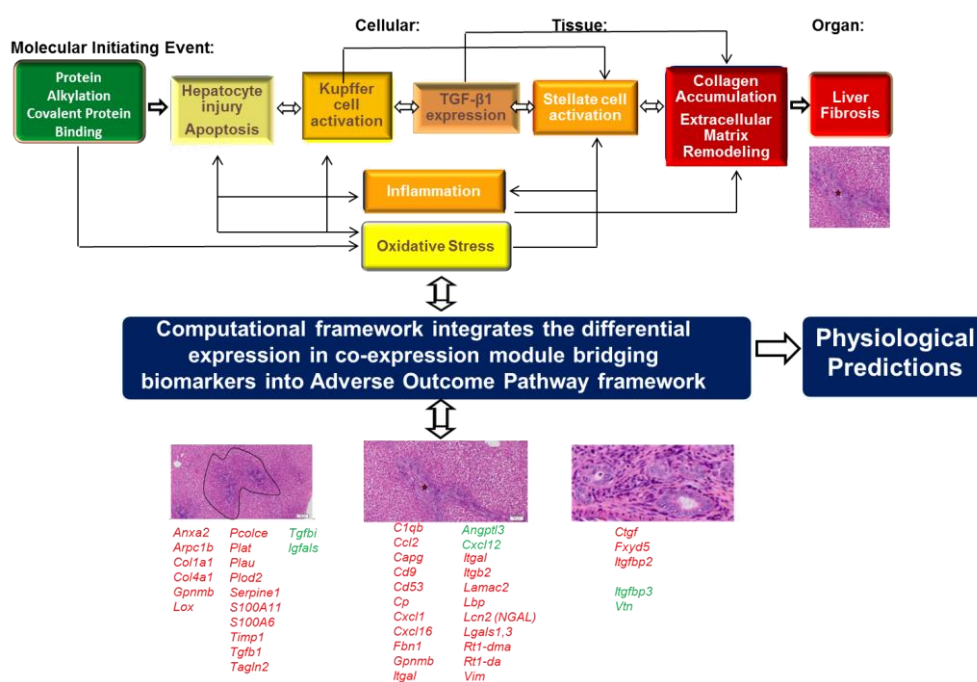 Cellular:
Tissue:
Organ:
Molecular Initiating Event:
Protein
Alkylation
Covalent Protein
Binding
Hepatocyte
injury
Apoptosis
Kupffer
cell
activation
TGF-β1
expression
Stellate cell
activation
Collagen
Accumulation
Extracellular
Matrix
Remodeling
Liver
Fibrosis
*
Inflammation
Oxidative Stress
Computational framework integrates the differential
expression in co-expression module bridging
biomarkers into Adverse Outcome Pathway framework
Physiological
Predictions
*
Anxa2
Arpc1b
Col1a1
Col4a1
Gpnmb
Lox
Pcolce
Plat
Plau
Plod2
Serpine1
S100A11
S100A6
Timp1
Tgfb1
Tagln2
Tgfbi
Igfals
C1qb
Ccl2
Capg
Cd9
Cd53
Cp
Cxcl1
Cxcl16
Fbn1
Gpnmb
Itgal
Angptl3
Cxcl12
Itgal
Itgb2
Lamac2
Lbp
Lcn2 (NGAL)
Lgals1,3
Rt1-dma
Rt1-da
Vim
Ctgf
Fxyd5
Itgfbp2
Itgfbp3
Vtn